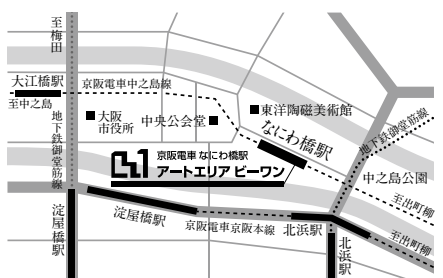 至梅田
大江橋駅
京阪電車中之島線
至中之島
大阪
市役所
中央公会堂
東洋陶磁美術館
なにわ橋駅
地下鉄御堂筋線
地下鉄御堂筋線
中之島公園
京阪電車 なにわ橋駅
アートエリア ビーワン
至出町柳
淀屋橋駅
淀屋橋駅
京阪電車京阪本線
北浜駅
北浜駅
至出町柳